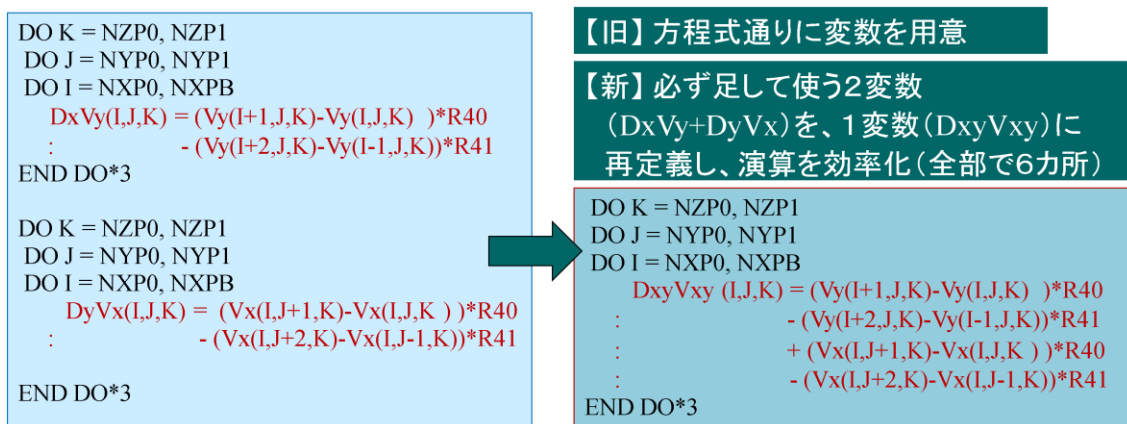 DO K = NZP0, NZP1
DO J = NYP0, NYP1
DO I = NXP0, NXPB
DxVy(I,J,K) = (Vy(I+1,J,K)-Vy(I,J,K) )*R40
: - (Vy(I+2,J,K)-Vy(I-1,J,K))*R41
END DO*3
DO K = NZP0, NZP1
DO J = NYP0, NYP1
DO I = NXP0, NXPB
DyVx(I,J,K) = (Vx(I,J+1,K)-Vx(I,J,K ) )*R40
: - (Vx(I,J+2,K)-Vx(I,J-1,K))*R41
END DO*3
【旧】 方程式通りに変数を用意
【新】 必ず足して使う2変数
(DxVy+DyVx)を、1変数(DxyVxy)に
再定義し、演算を効率化(全部で6カ所)
DO K = NZP0, NZP1
DO J = NYP0, NYP1
DO I = NXP0, NXPB
DxyVxy (I,J,K) = (Vy(I+1,J,K)-Vy(I,J,K) )*R40
: - (Vy(I+2,J,K)-Vy(I-1,J,K))*R41
: + (Vx(I,J+1,K)-Vx(I,J,K ) )*R40
: - (Vx(I,J+2,K)-Vx(I,J-1,K))*R41
END DO*3